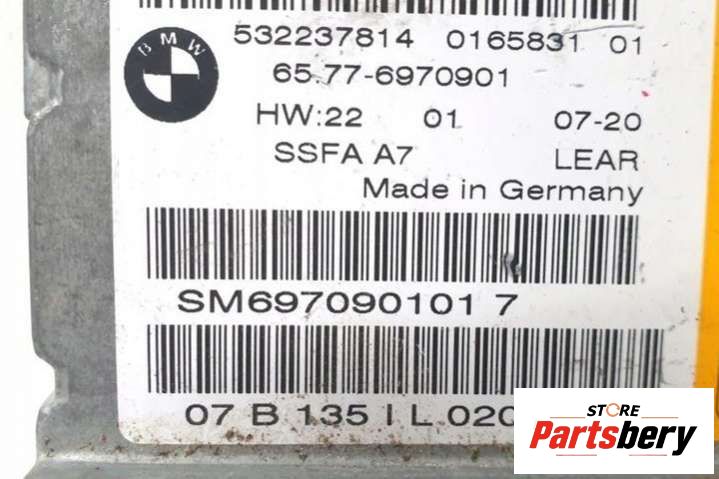 BMW
532237814 0165831 01
65.77-6970901
HW:22 01 07-20
SSFA A7 LEAR
Made in Germany
SM697090101 7
07 B 135 I L 020
STORE
Partsbery